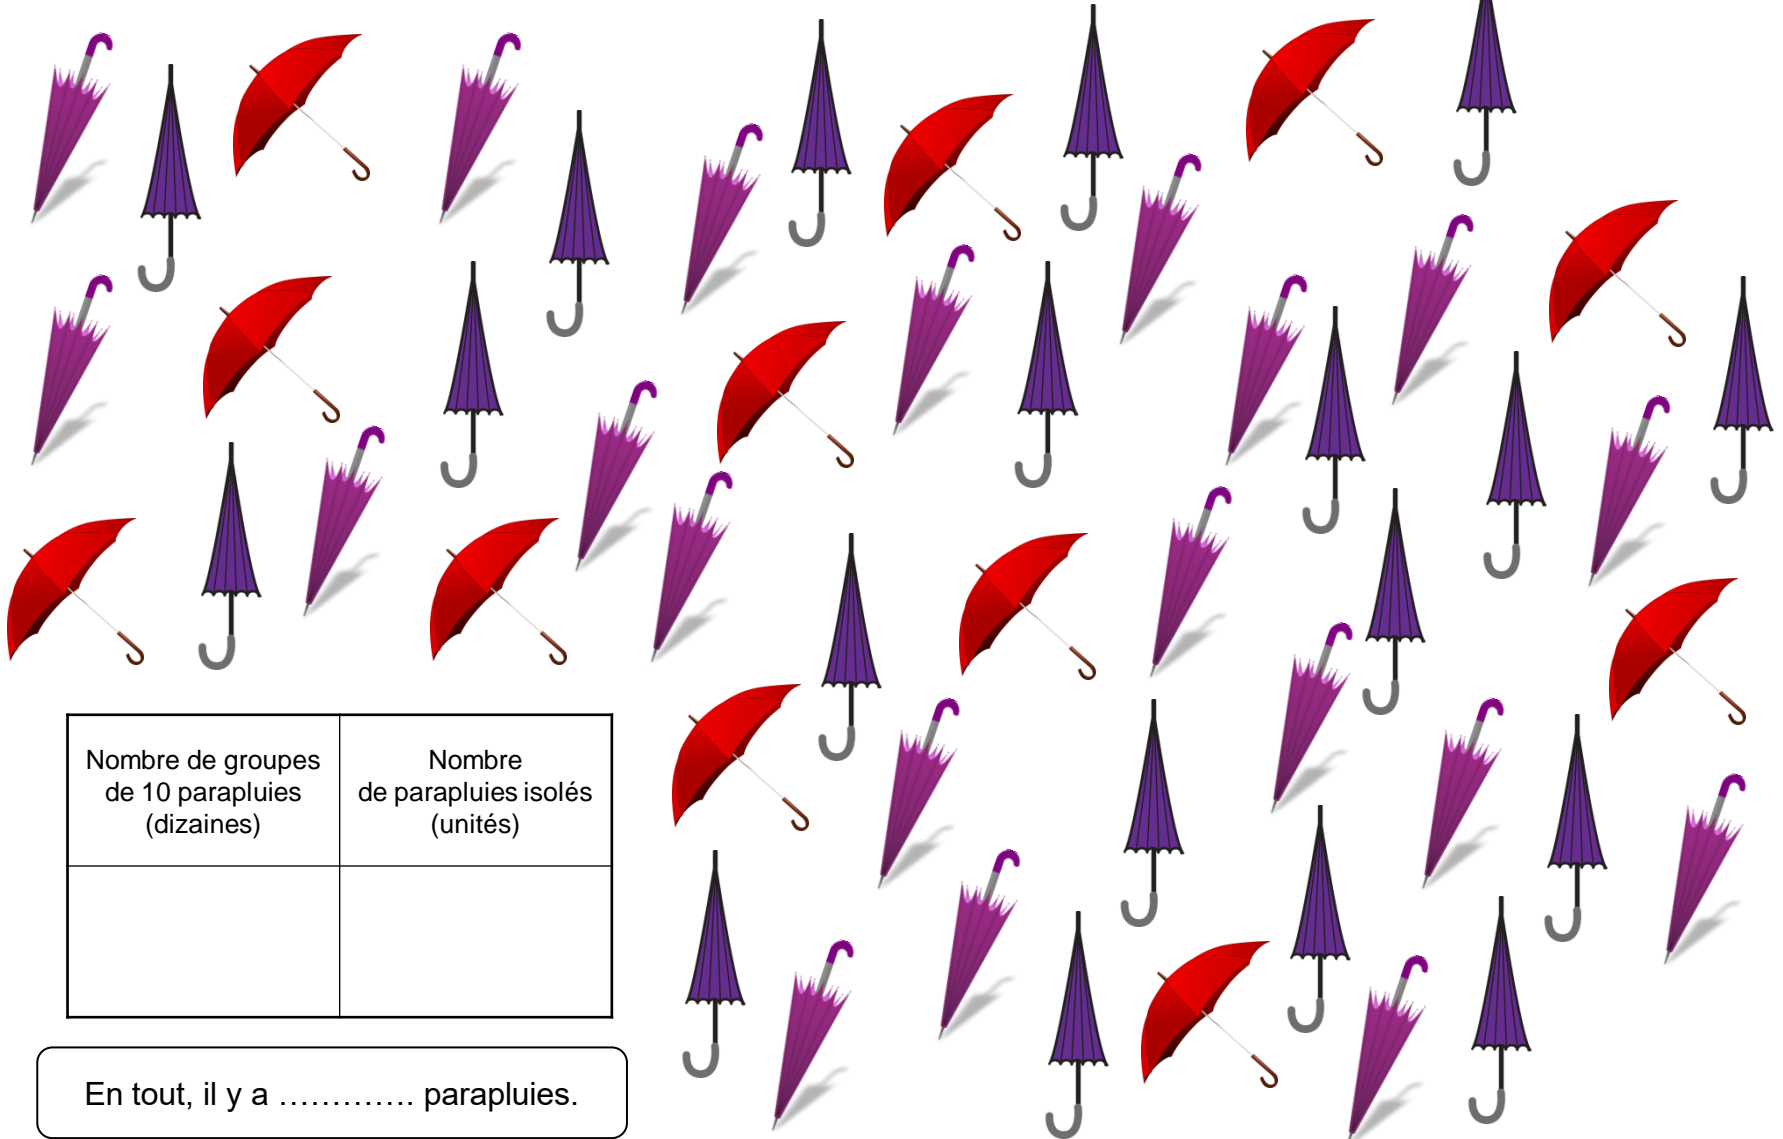 Nombre de groupes
de 10 parapluies
(dizaines)
Nombre
de parapluies isolés
(unités)
En tout, il y a …………. parapluies.